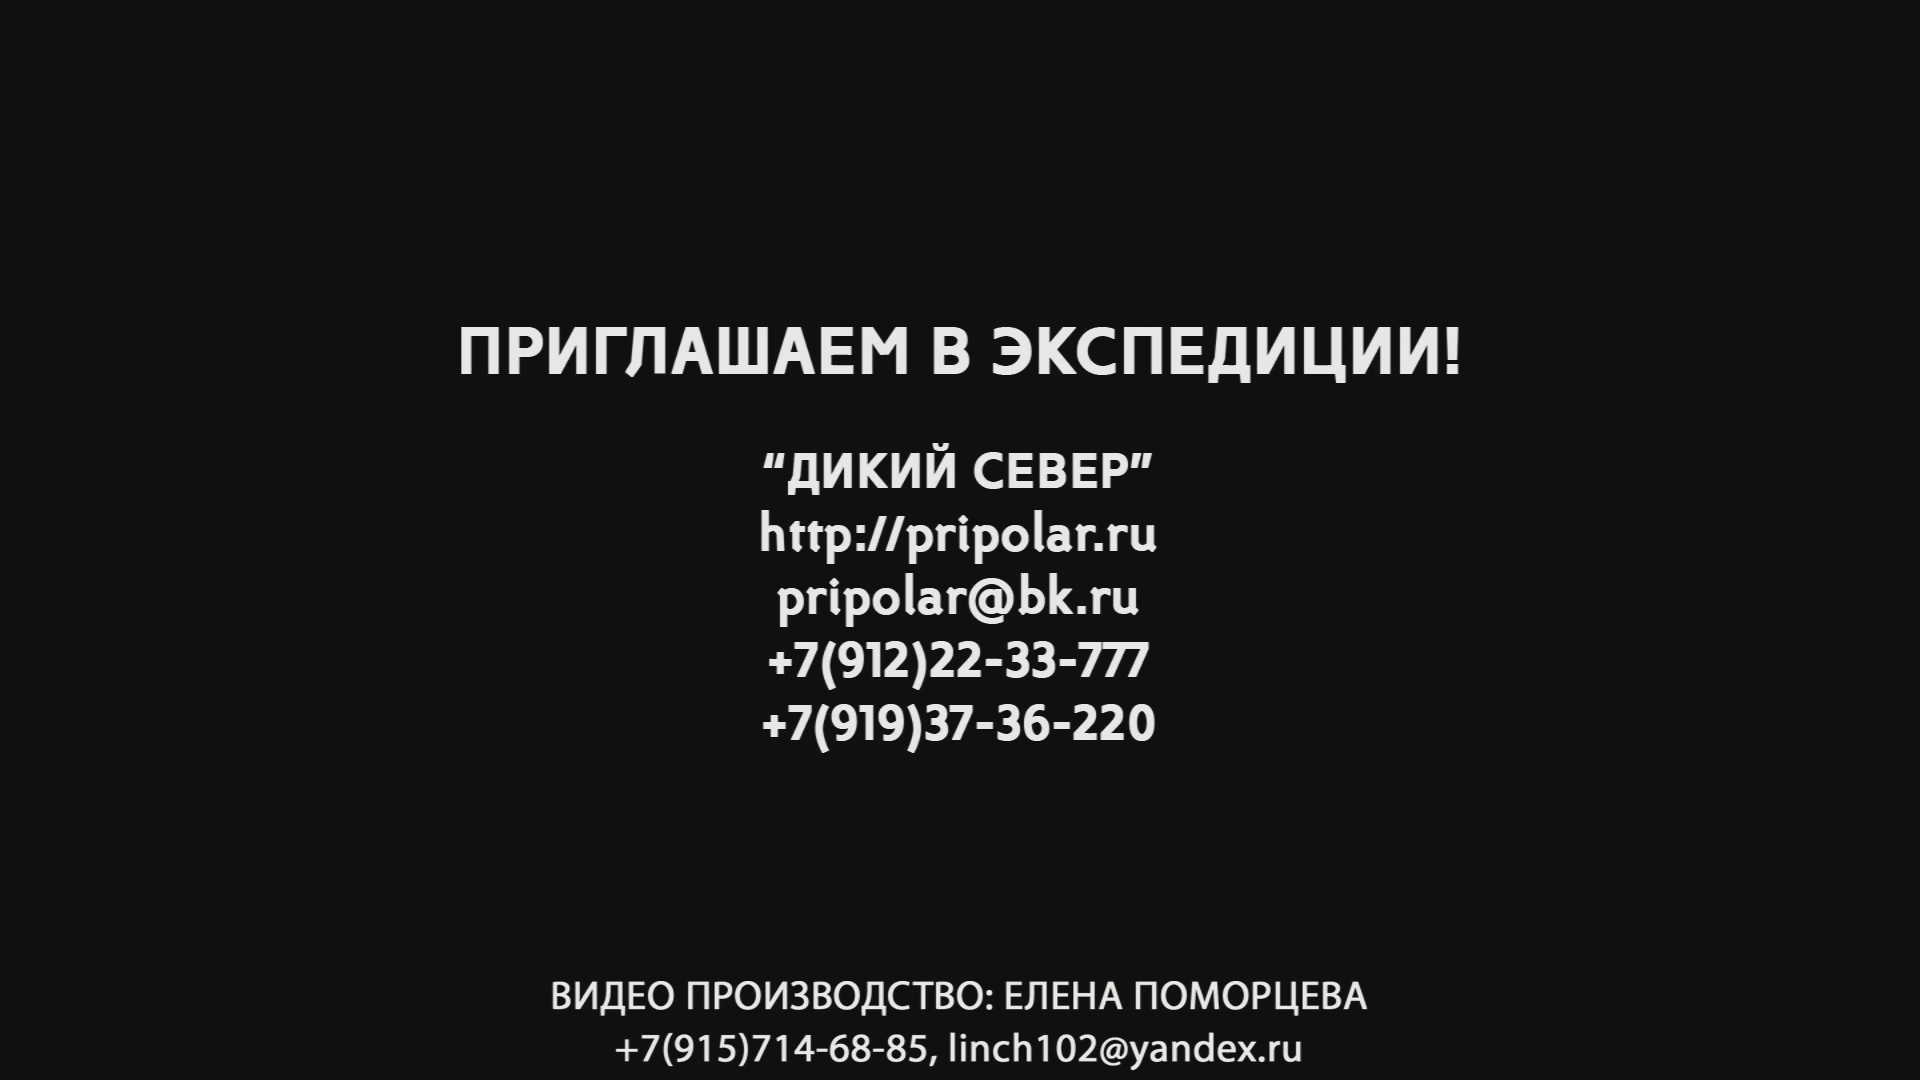 ПРИГЛАШАЕМ В ЭКСПЕДИЦИИ!
“ДИКИЙ СЕВЕР”
http://pripolar.ru
pripolar@bk.ru
+7(912)22-33-777
+7(919)37-36-220
ВИДЕО ПРОИЗВОДСТВО: ЕЛЕНА ПОМОРЦЕВА
+7(915)714-68-85, linch102@yandex.ru